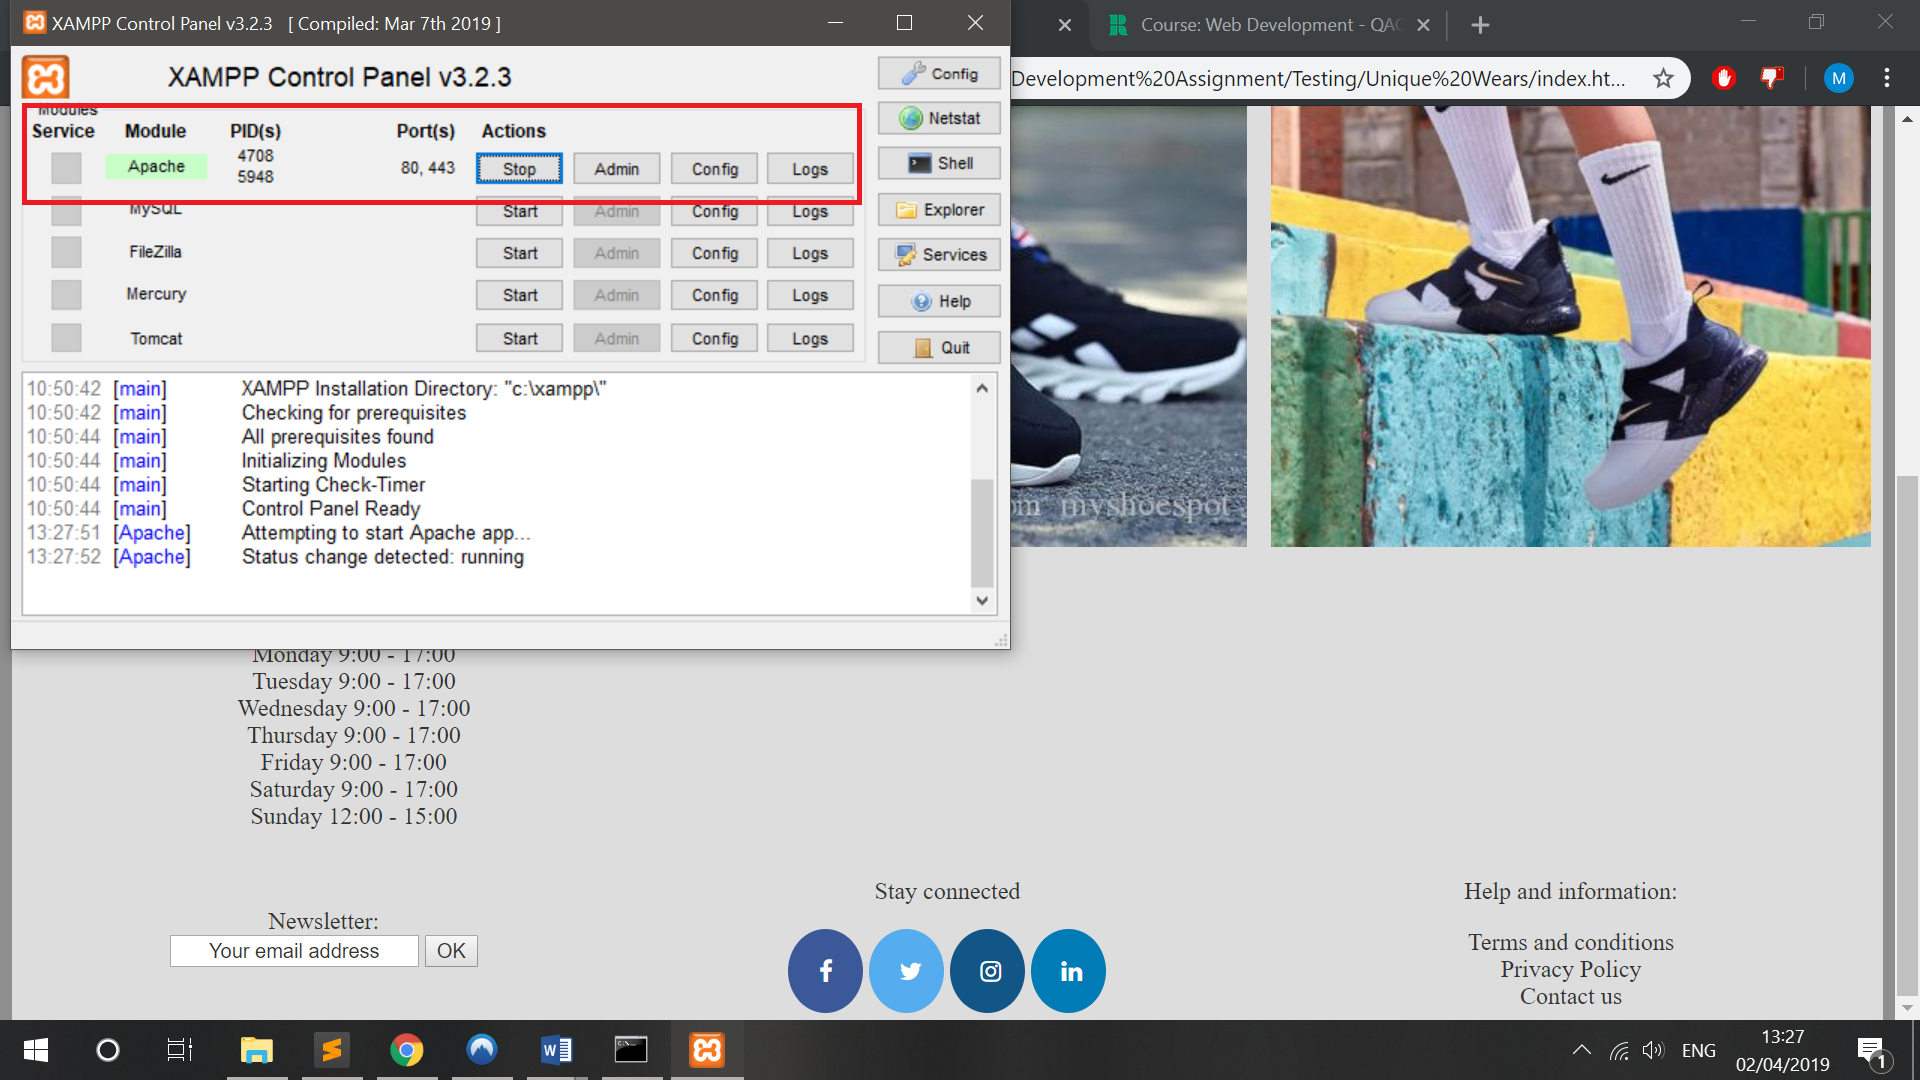 XAMPP Control Panel v3.2.3 [ Compiled: Mar 7th 2019 ]
Course: Web Development - QAC
XAMPP Control Panel v3.2.3
Config
Development%20Assignment/Testing/Unique%20Wears/index.ht...
M
Modules
Service Module PID(s) Port(s) Actions
Netstat
Apache 4708 5948 80, 443 Stop Admin Config Logs
Shell
MySQL Start Admin Config Logs
Explorer
FileZilla Start Admin Config Logs
Services
Mercury Start Admin Config Logs
Help
Tomcat Start Admin Config Logs
Quit
10:50:42 [main] XAMPP Installation Directory: "c:\xampp\"
10:50:42 [main] Checking for prerequisites
10:50:44 [main] All prerequisites found
10:50:44 [main] Initializing Modules
10:50:44 [main] Starting Check-Timer
10:50:44 [main] Control Panel Ready
13:27:51 [Apache] Attempting to start Apache app...
13:27:52 [Apache] Status change detected: running
om myshoespot
Monday 9:00 - 17:00
Tuesday 9:00 - 17:00
Wednesday 9:00 - 17:00
Thursday 9:00 - 17:00
Friday 9:00 - 17:00
Saturday 9:00 - 17:00
Sunday 12:00 - 15:00
Newsletter:
Your email address OK
Stay connected
f in
Help and information:
Terms and conditions
Privacy Policy
Contact us
ENG
13:27
02/04/2019
1